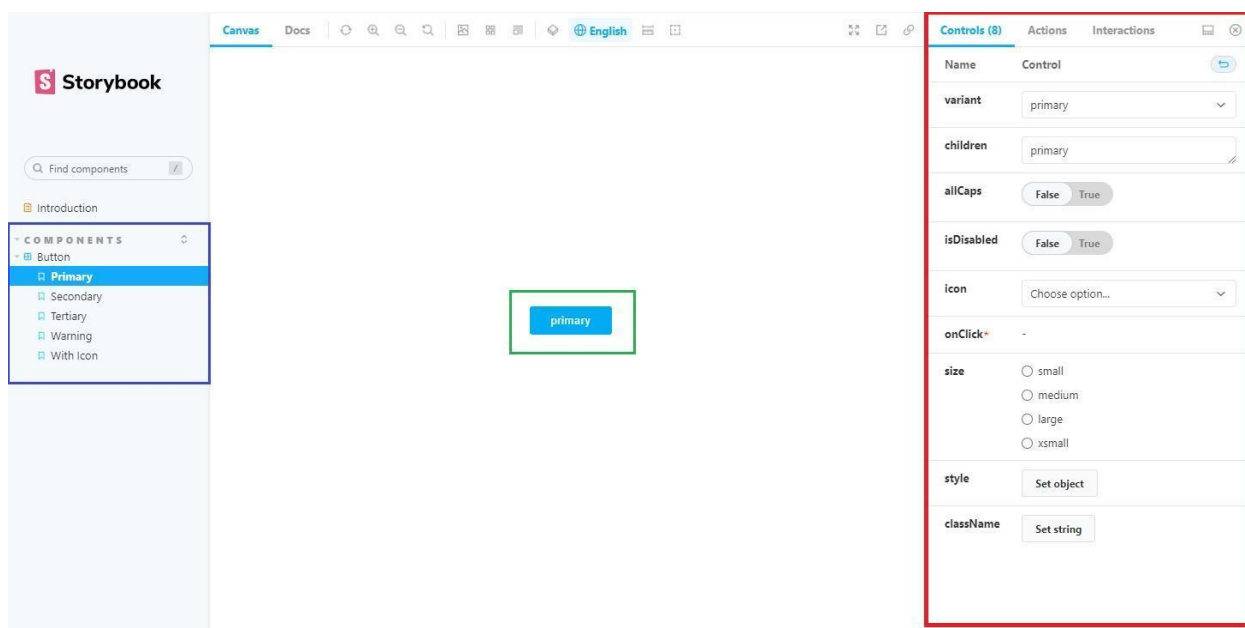 Storybook
Find components /
Introduction
COMPONENTS
Button
Primary
Secondary
Tertiary
Warning
With Icon
Canvas Docs English
primary
Controls (8) Actions Interactions
Name Control
variant primary
children primary
allCaps False True
isDisabled False True
icon Choose option...
onClick* -
size small
medium
large
xsmall
style Set object
className Set string